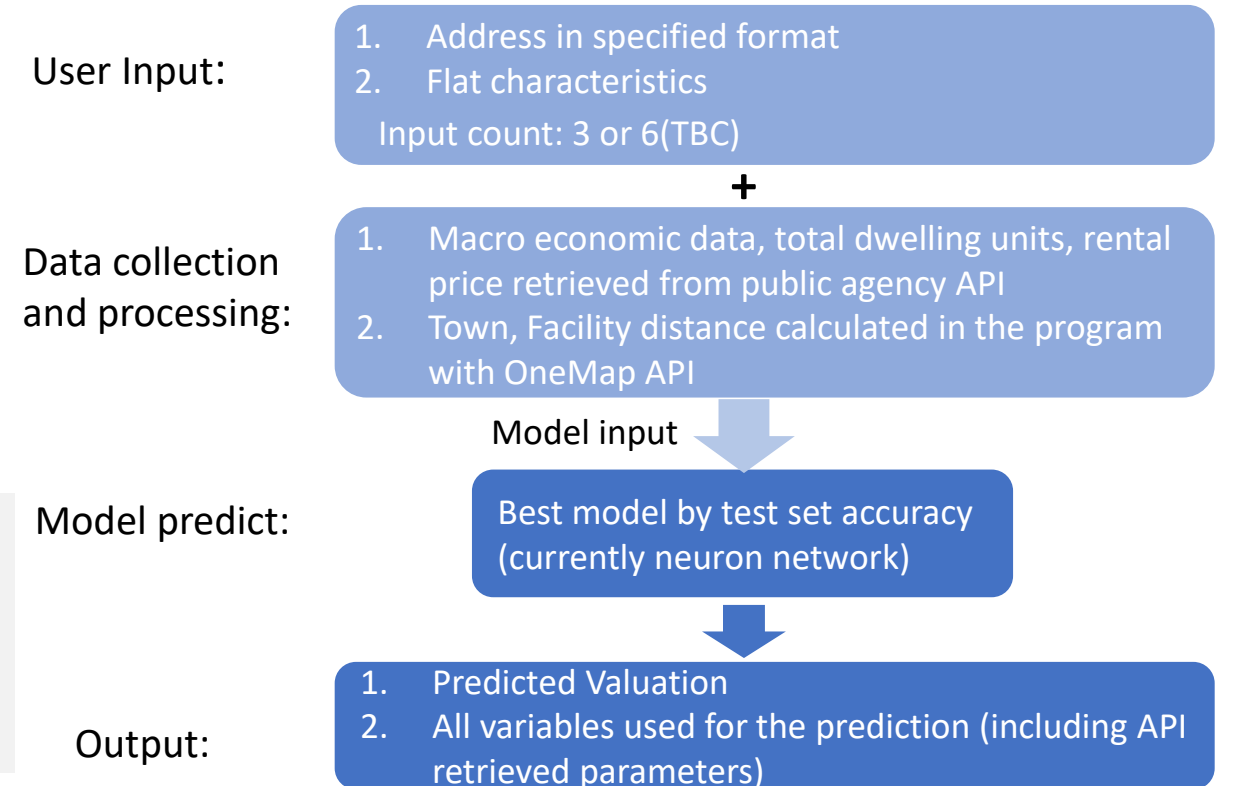 User Input:
1. Address in specified format
2. Flat characteristics
Input count: 3 or 6(TBC)
+
Data collection
and processing:
1. Macro economic data, total dwelling units, rental
price retrieved from public agency API
2. Town, Facility distance calculated in the program
with OneMap API
Model input
Model predict:
Best model by test set accuracy
(currently neuron network)
Output:
1. Predicted Valuation
2. All variables used for the prediction (including API
retrieved parameters)